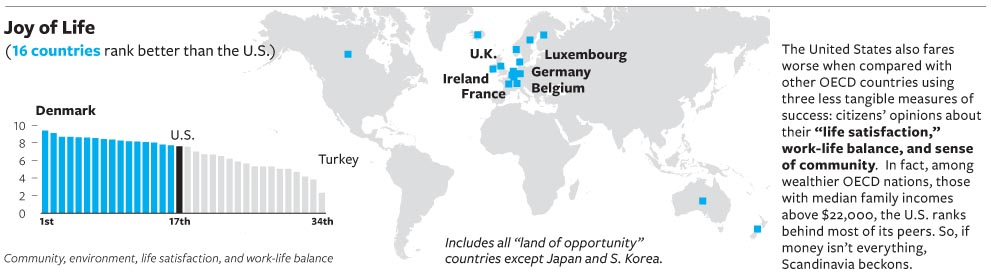 Joy of Life
(16 countries rank better than the U.S.)
Denmark
U.S.
Turkey
10
8
6
4
2
0
1st
17th
34th
Community, environment, life satisfaction, and work-life balance
U.K.
Luxembourg
Ireland
Germany
France
Belgium
Includes all “land of opportunity”
countries except Japan and S. Korea.
The United States also fares
worse when compared with
other OECD countries using
three less tangible measures of
success: citizens’ opinions about
their “life satisfaction,”
work-life balance, and sense
of community. In fact, among
wealthier OECD nations, those
with median family incomes
above $22,000, the U.S. ranks
behind most of its peers. So, if
money isn’t everything,
Scandinavia beckons.